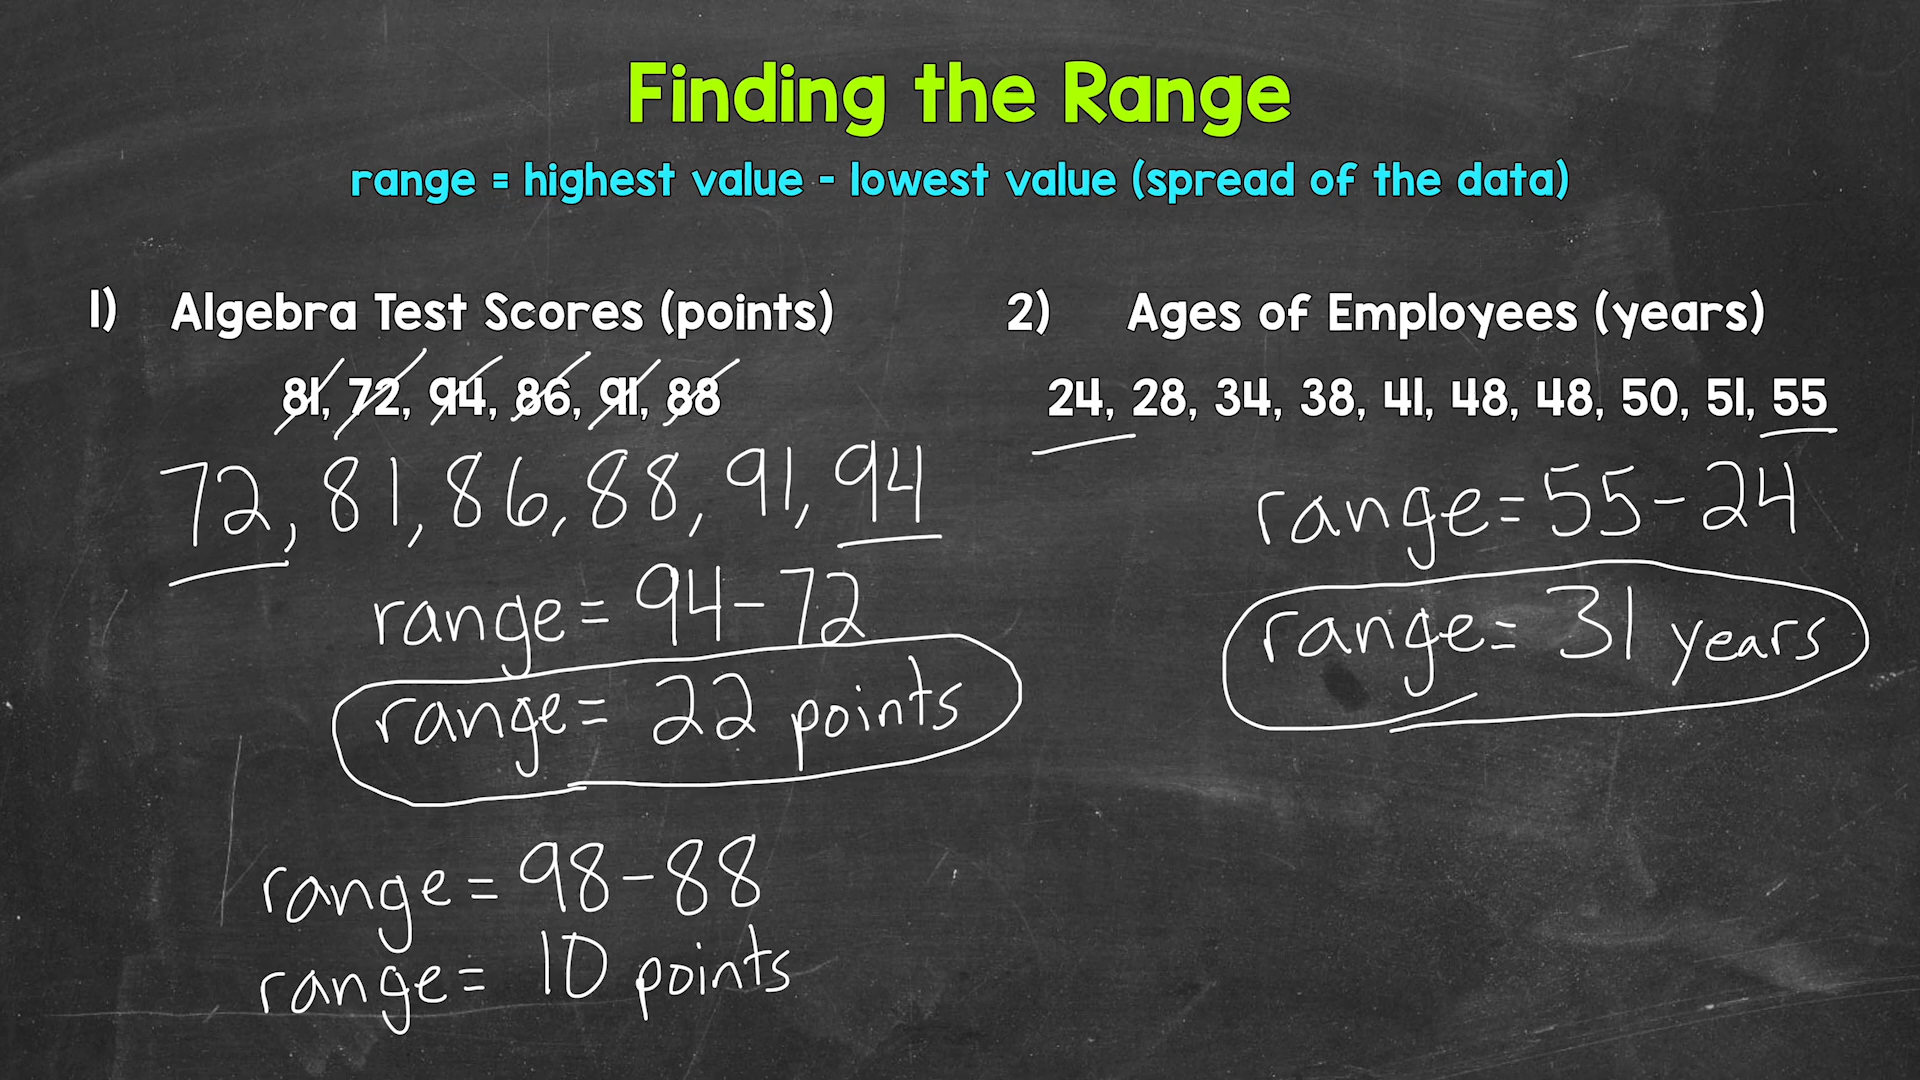 Finding the Range
range = highest value - lowest value (spread of the data)
1) Algebra Test Scores (points)
81, 72, 94, 86, 91, 88
72, 81, 86, 88, 91, 94
range = 94 - 72
range = 22 points
range = 98 - 88
range = 10 points
2) Ages of Employees (years)
24, 28, 34, 38, 41, 48, 48, 50, 51, 55
range = 55 - 24
range = 31 years